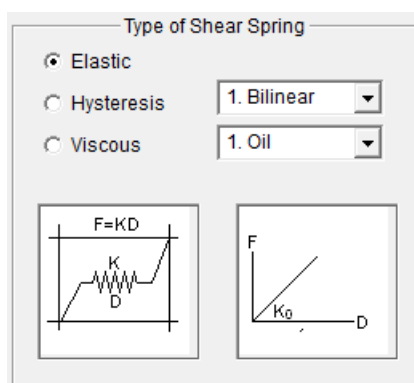 Type of Shear Spring
Elastic
Hysteresis 1. Bilinear
Viscous 1. Oil
F=KD
K
D
F
K₀
D